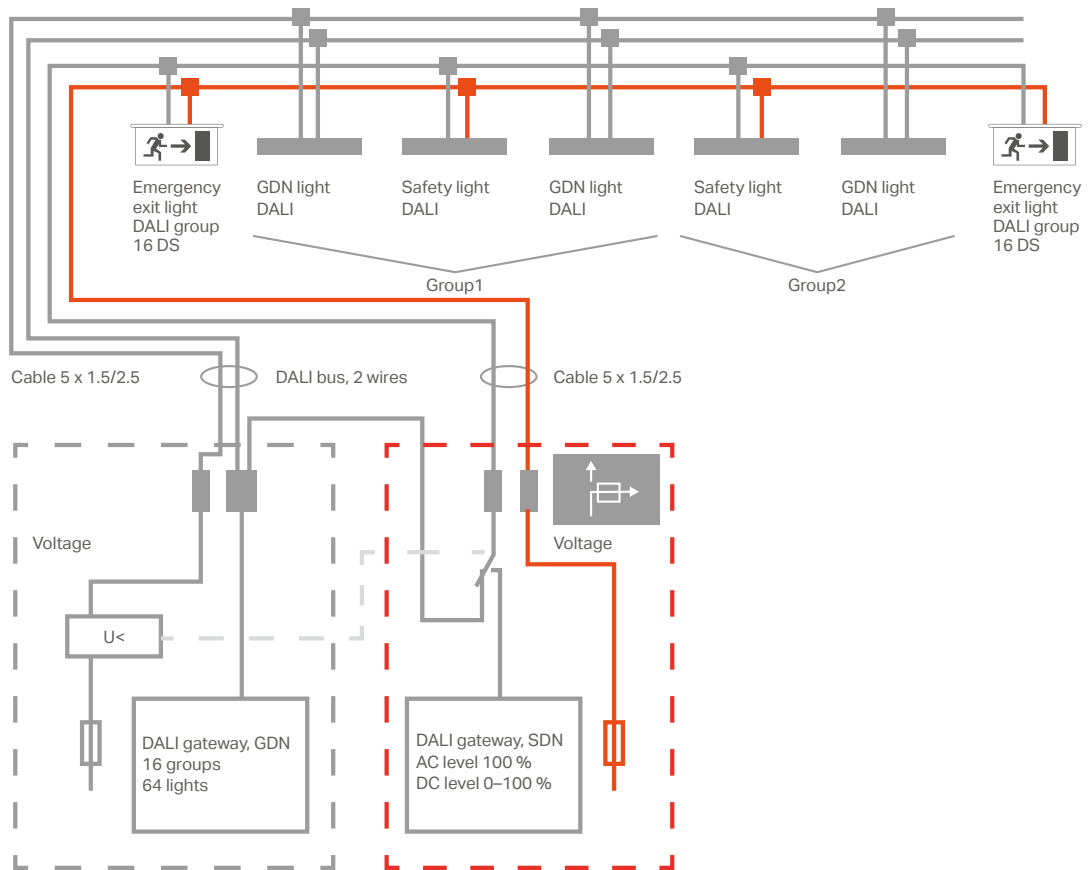 Emergency
exit light
DALI group
16 DS
GDN light
DALI
Safety light
DALI
GDN light
DALI
Safety light
DALI
GDN light
DALI
Emergency
exit light
DALI group
16 DS
Group1
Group2
Cable 5 x 1.5/2.5
DALI bus, 2 wires
Cable 5 x 1.5/2.5
Voltage
Voltage
U<
DALI gateway, GDN
16 groups
64 lights
DALI gateway, SDN
AC level 100 %
DC level 0–100 %